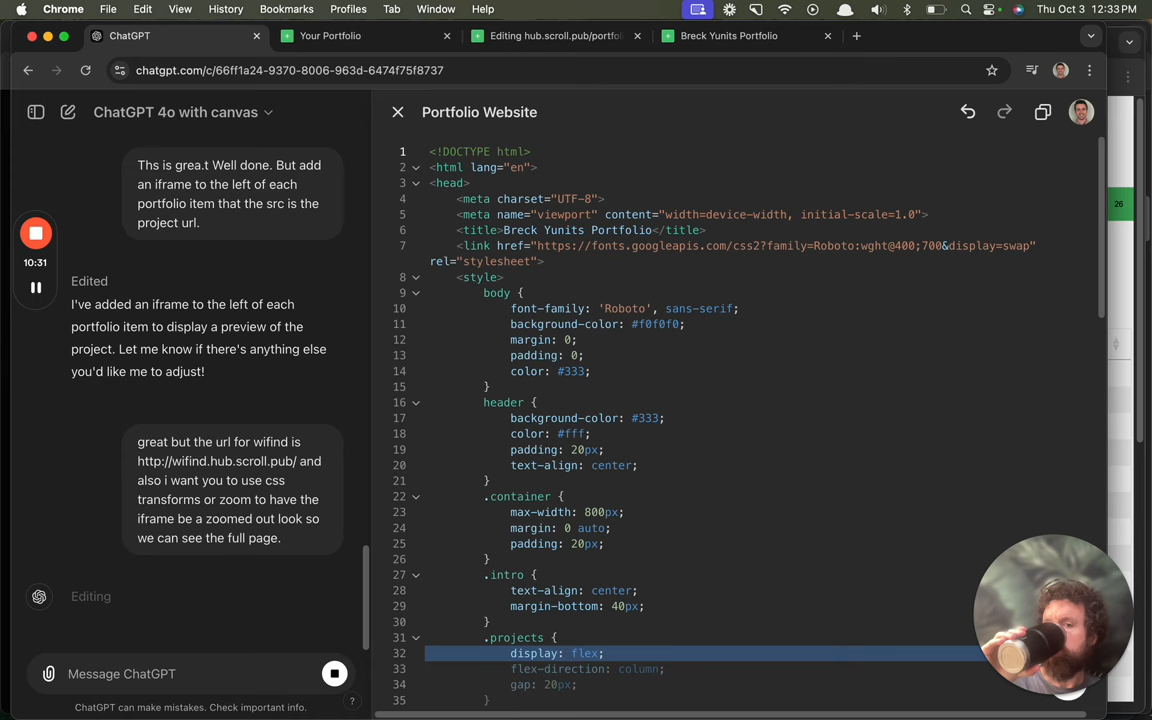 Chrome File Edit View History Bookmarks Profiles Tab Window Help Thu Oct 3 12:33 PM
ChatGPT Your Portfolio Editing hub.scroll.pub/portfol Breck Yunits Portfolio
chatgpt.com/c/66ff1a24-9370-8006-963d-6474f75f8737
ChatGPT 4o with canvas
Portfolio Website
Ths is grea.t Well done. But add
an iframe to the left of each
portfolio item that the src is the
project url.
10:31
Edited
I've added an iframe to the left of each
portfolio item to display a preview of the
project. Let me know if there's anything else
you'd like me to adjust!
great but the url for wifind is
http://wifind.hub.scroll.pub/ and
also i want you to use css
transforms or zoom to have the
iframe be a zoomed out look so
we can see the full page.
Editing
Message ChatGPT
ChatGPT can make mistakes. Check important info.
?
1 <!DOCTYPE html>
2 <html lang="en">
3 <head>
4 <meta charset="UTF-8">
5 <meta name="viewport" content="width=device-width, initial-scale=1.0">
6 <title>Breck Yunits Portfolio</title>
7 <link href="https://fonts.googleapis.com/css2?family=Roboto:wght@400;700&display=swap"
rel="stylesheet">
8 <style>
9 body {
10 font-family: 'Roboto', sans-serif;
11 background-color: #f0f0f0;
12 margin: 0;
13 padding: 0;
14 color: #333;
15 }
16 header {
17 background-color: #333;
18 color: #fff;
19 padding: 20px;
20 text-align: center;
21 }
22 .container {
23 max-width: 800px;
24 margin: 0 auto;
25 padding: 20px;
26 }
27 .intro {
28 text-align: center;
29 margin-bottom: 40px;
30 }
31 .projects {
32 display: flex;
33 flex-direction: column;
34 gap: 20px;
35 }
26